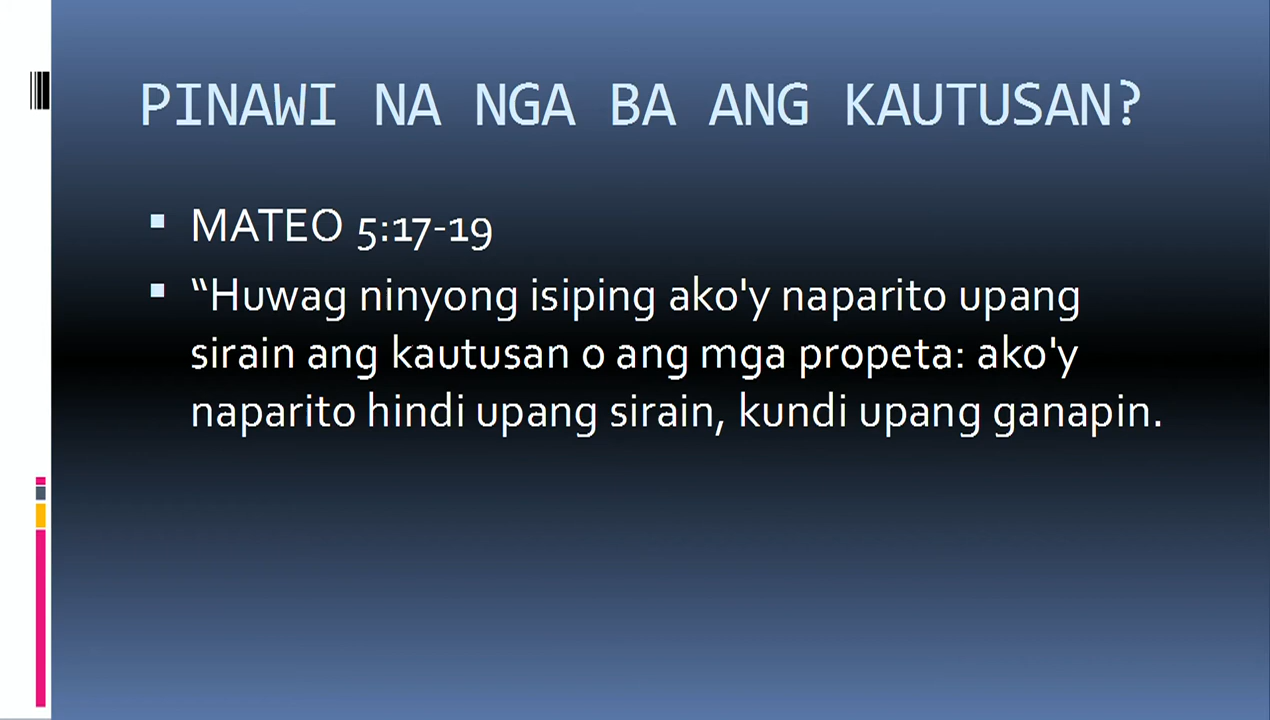 PINAWI NA NGA BA ANG KAUTUSAN?
MATEO 5:17-19
“Huwag ninyong isiping ako'y naparito upang
sirain ang kautusan o ang mga propeta: ako'y
naparito hindi upang sirain, kundi upang ganapin.